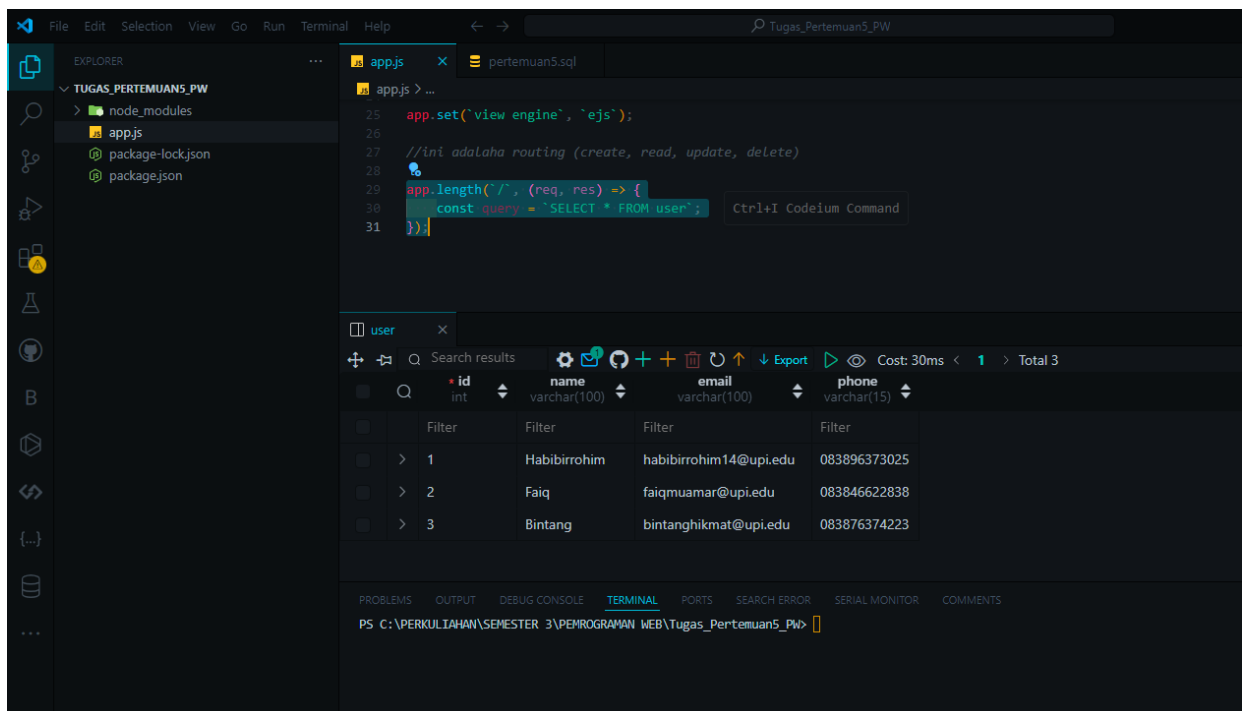 File Edit Selection View Go Run Terminal Help
Tugas_Pertemuan5_PW
EXPLORER
TUGAS_PERTEMUAN5_PW
node_modules
app.js
package-lock.json
package.json
app.js
pertemuan5.sql
app.js > ...
25 app.set(`view engine`, `ejs`);
26
27 //ini adalaha routing (create, read, update, delete)
28
29 app.length(`/`, (req, res) => {
30 const query = `SELECT * FROM user`;
Ctrl+I Codeium Command
31 });
user
Search results
1
Export
Cost: 30ms < 1 > Total 3
* id name email phone
int varchar(100) varchar(100) varchar(15)
Filter Filter Filter Filter
1 Habibirrohim habibirrohim14@upi.edu 083896373025
2 Faiq faiqmuamar@upi.edu 083846622838
3 Bintang bintanghikmat@upi.edu 083876374223
PROBLEMS OUTPUT DEBUG CONSOLE TERMINAL PORTS SEARCH ERROR SERIAL MONITOR COMMENTS
PS C:\PERKULIAHAN\SEMESTER 3\PEMROGRAMAN WEB\Tugas_Pertemuan5_PW>